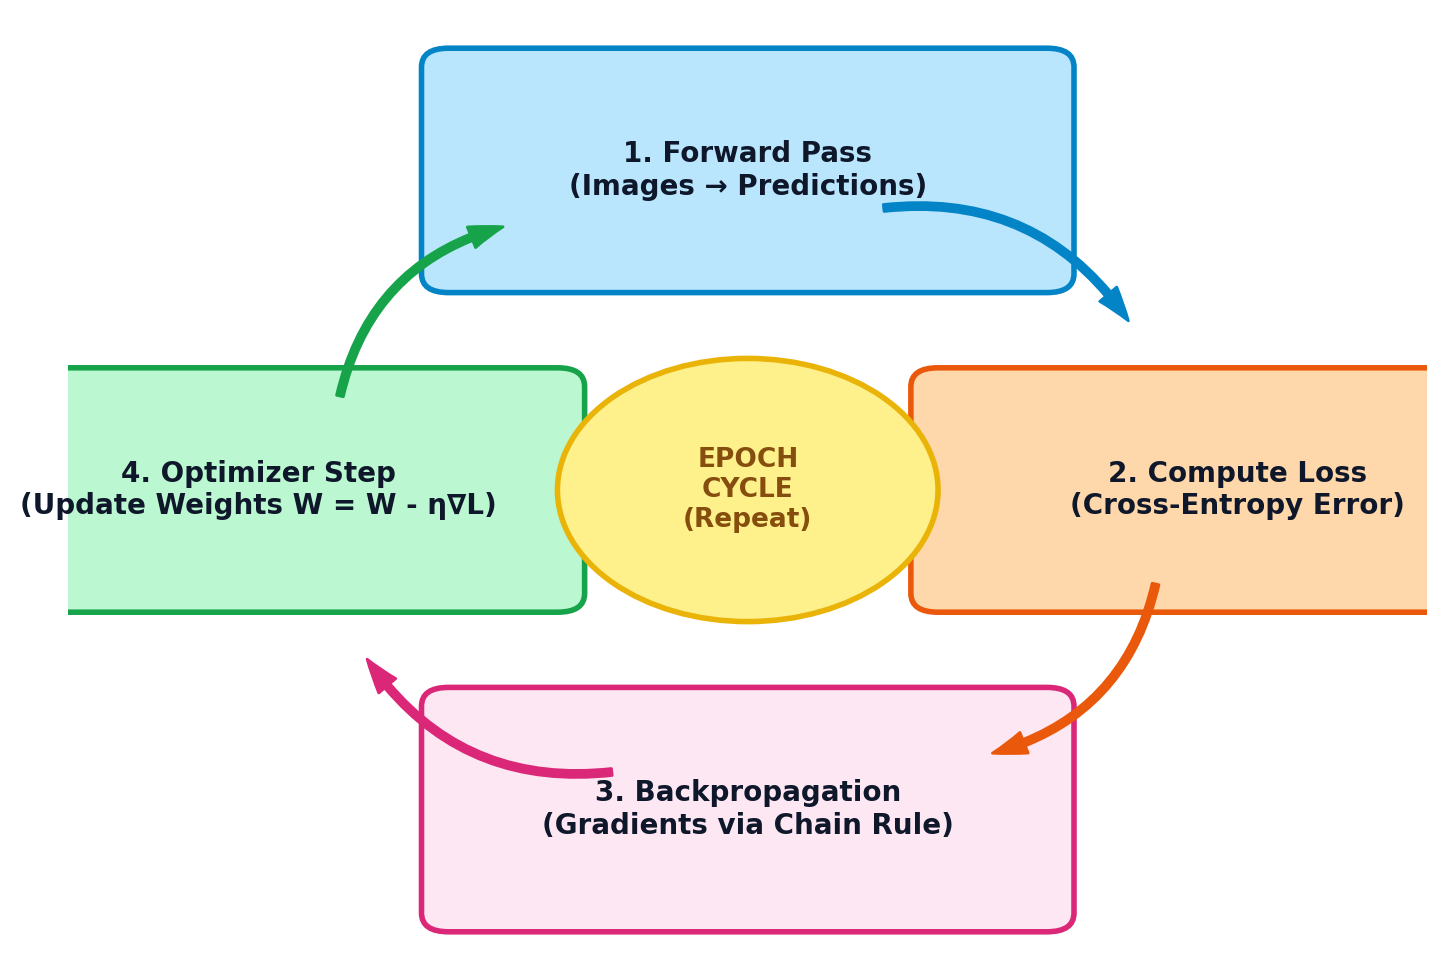 1. Forward Pass
(Images → Predictions)
4. Optimizer Step
(Update Weights W = W - η∇L)
EPOCH
CYCLE
(Repeat)
2. Compute Loss
(Cross-Entropy Error)
3. Backpropagation
(Gradients via Chain Rule)